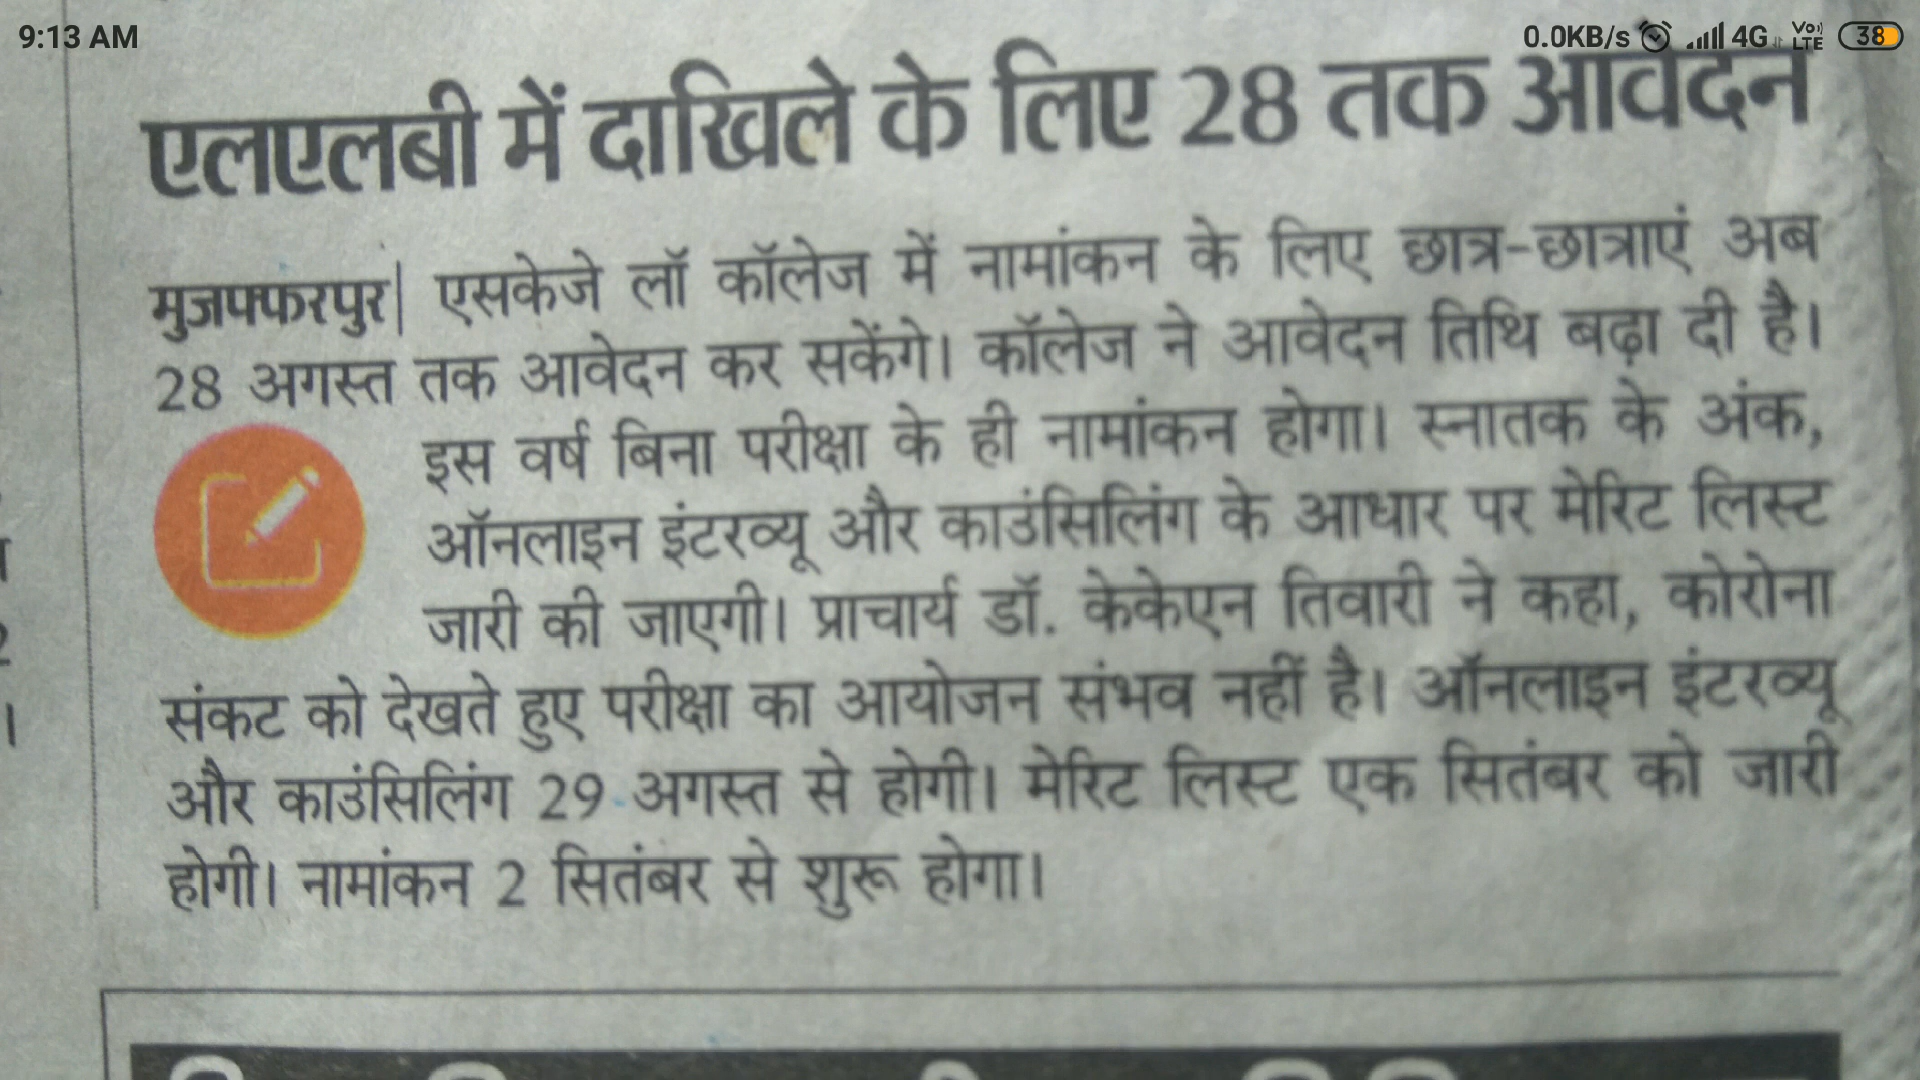 9:13 AM
0.0KB/s 4G Vo) LTE 38
एलएलबी में दाखिले के लिए 28 तक आवेदन
मुजफ्फरपुर| एसकेजे लॉ कॉलेज में नामांकन के लिए छात्र-छात्राएं अब
28 अगस्त तक आवेदन कर सकेंगे। कॉलेज ने आवेदन तिथि बढ़ा दी है।
इस वर्ष बिना परीक्षा के ही नामांकन होगा। स्नातक के अंक,
ऑनलाइन इंटरव्यू और काउंसिलिंग के आधार पर मेरिट लिस्ट
जारी की जाएगी। प्राचार्य डॉ. केकेएन तिवारी ने कहा, कोरोना
संकट को देखते हुए परीक्षा का आयोजन संभव नहीं है। ऑनलाइन इंटरव्यू
और काउंसिलिंग 29 अगस्त से होगी। मेरिट लिस्ट एक सितंबर को जारी
होगी। नामांकन 2 सितंबर से शुरू होगा।